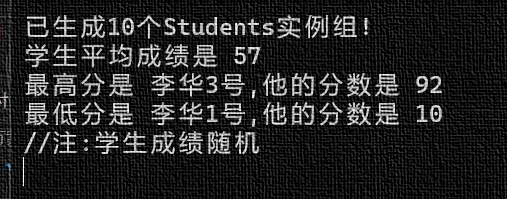 已生成10个Students实例组!
学生平均成绩是 57
最高分是 李华3号,他的分数是 92
最低分是 李华1号,他的分数是 10
//注:学生成绩随机